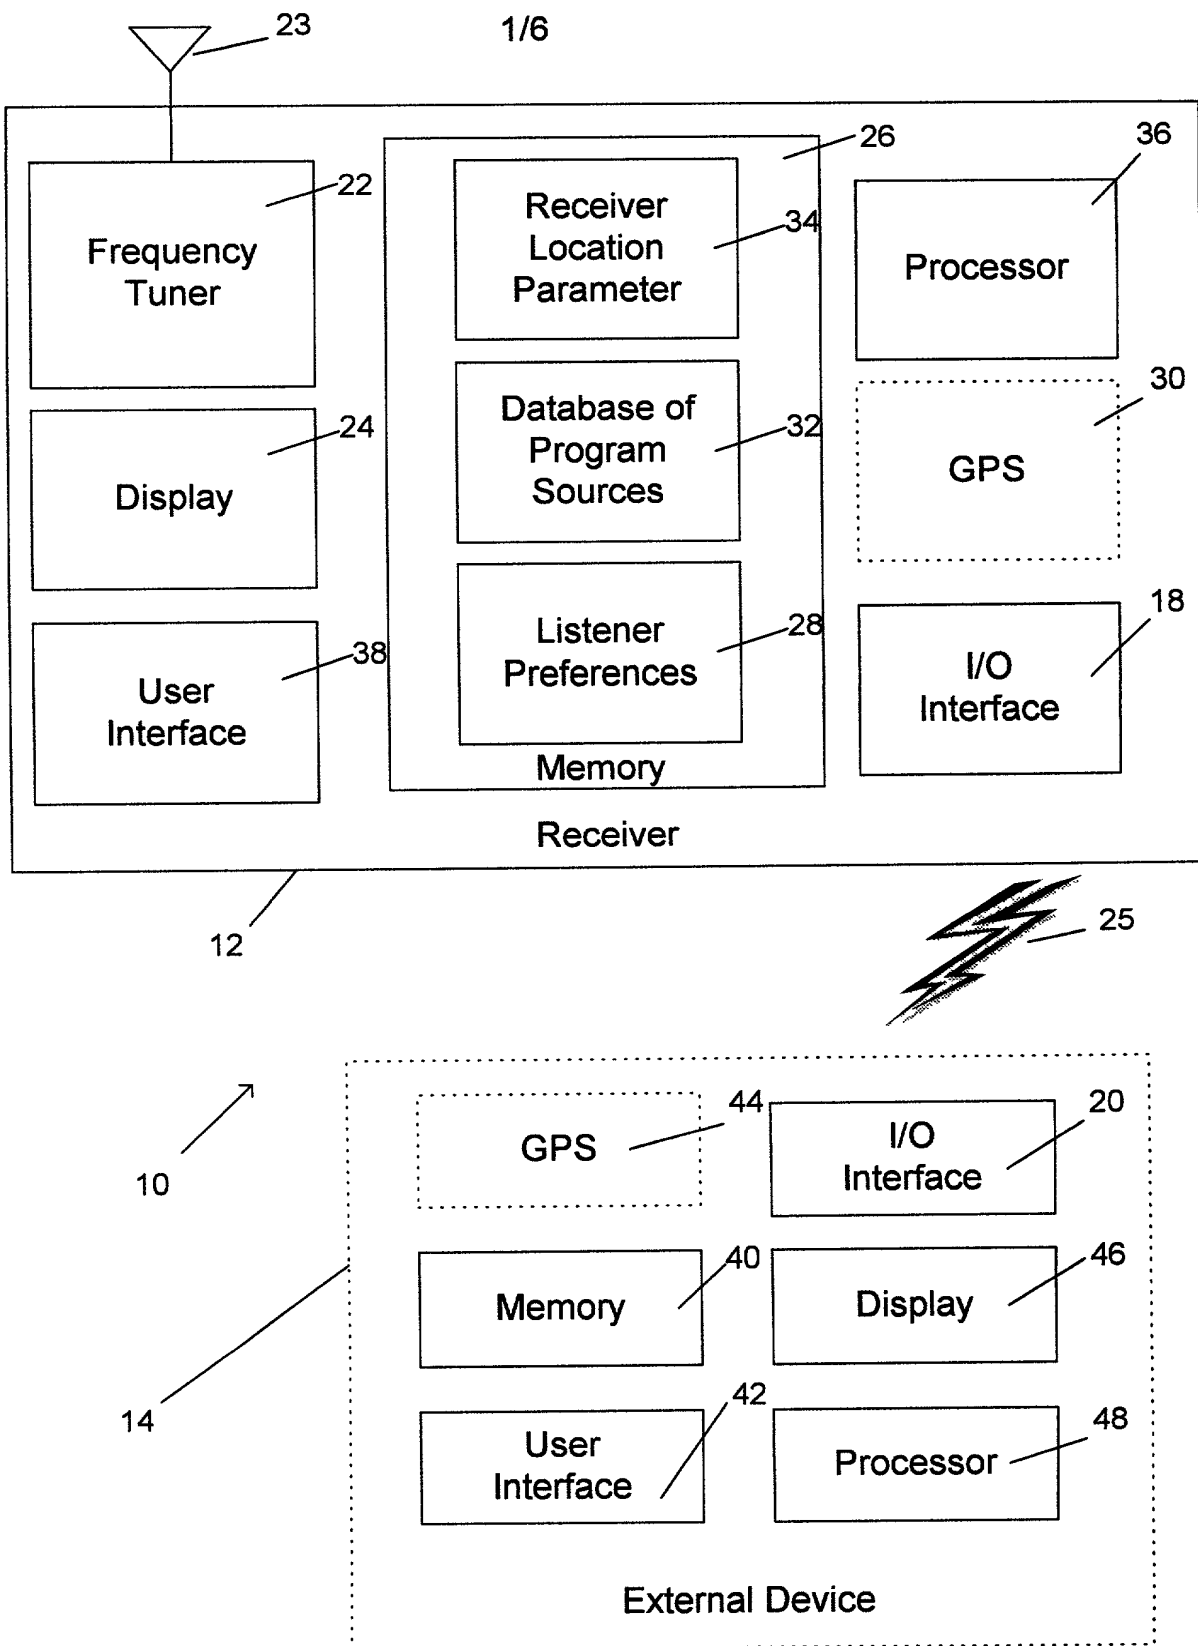 23
1/6
22
Frequency
Tuner
24
Display
38
User
Interface
26
Receiver
Location
Parameter
34
Database of
Program
Sources
32
Listener
Preferences
28
Memory
36
Processor
30
GPS
18
I/O
Interface
Receiver
12
25
10
44
GPS
20
I/O
Interface
40
Memory
46
Display
14
42
User
Interface
48
Processor
External Device